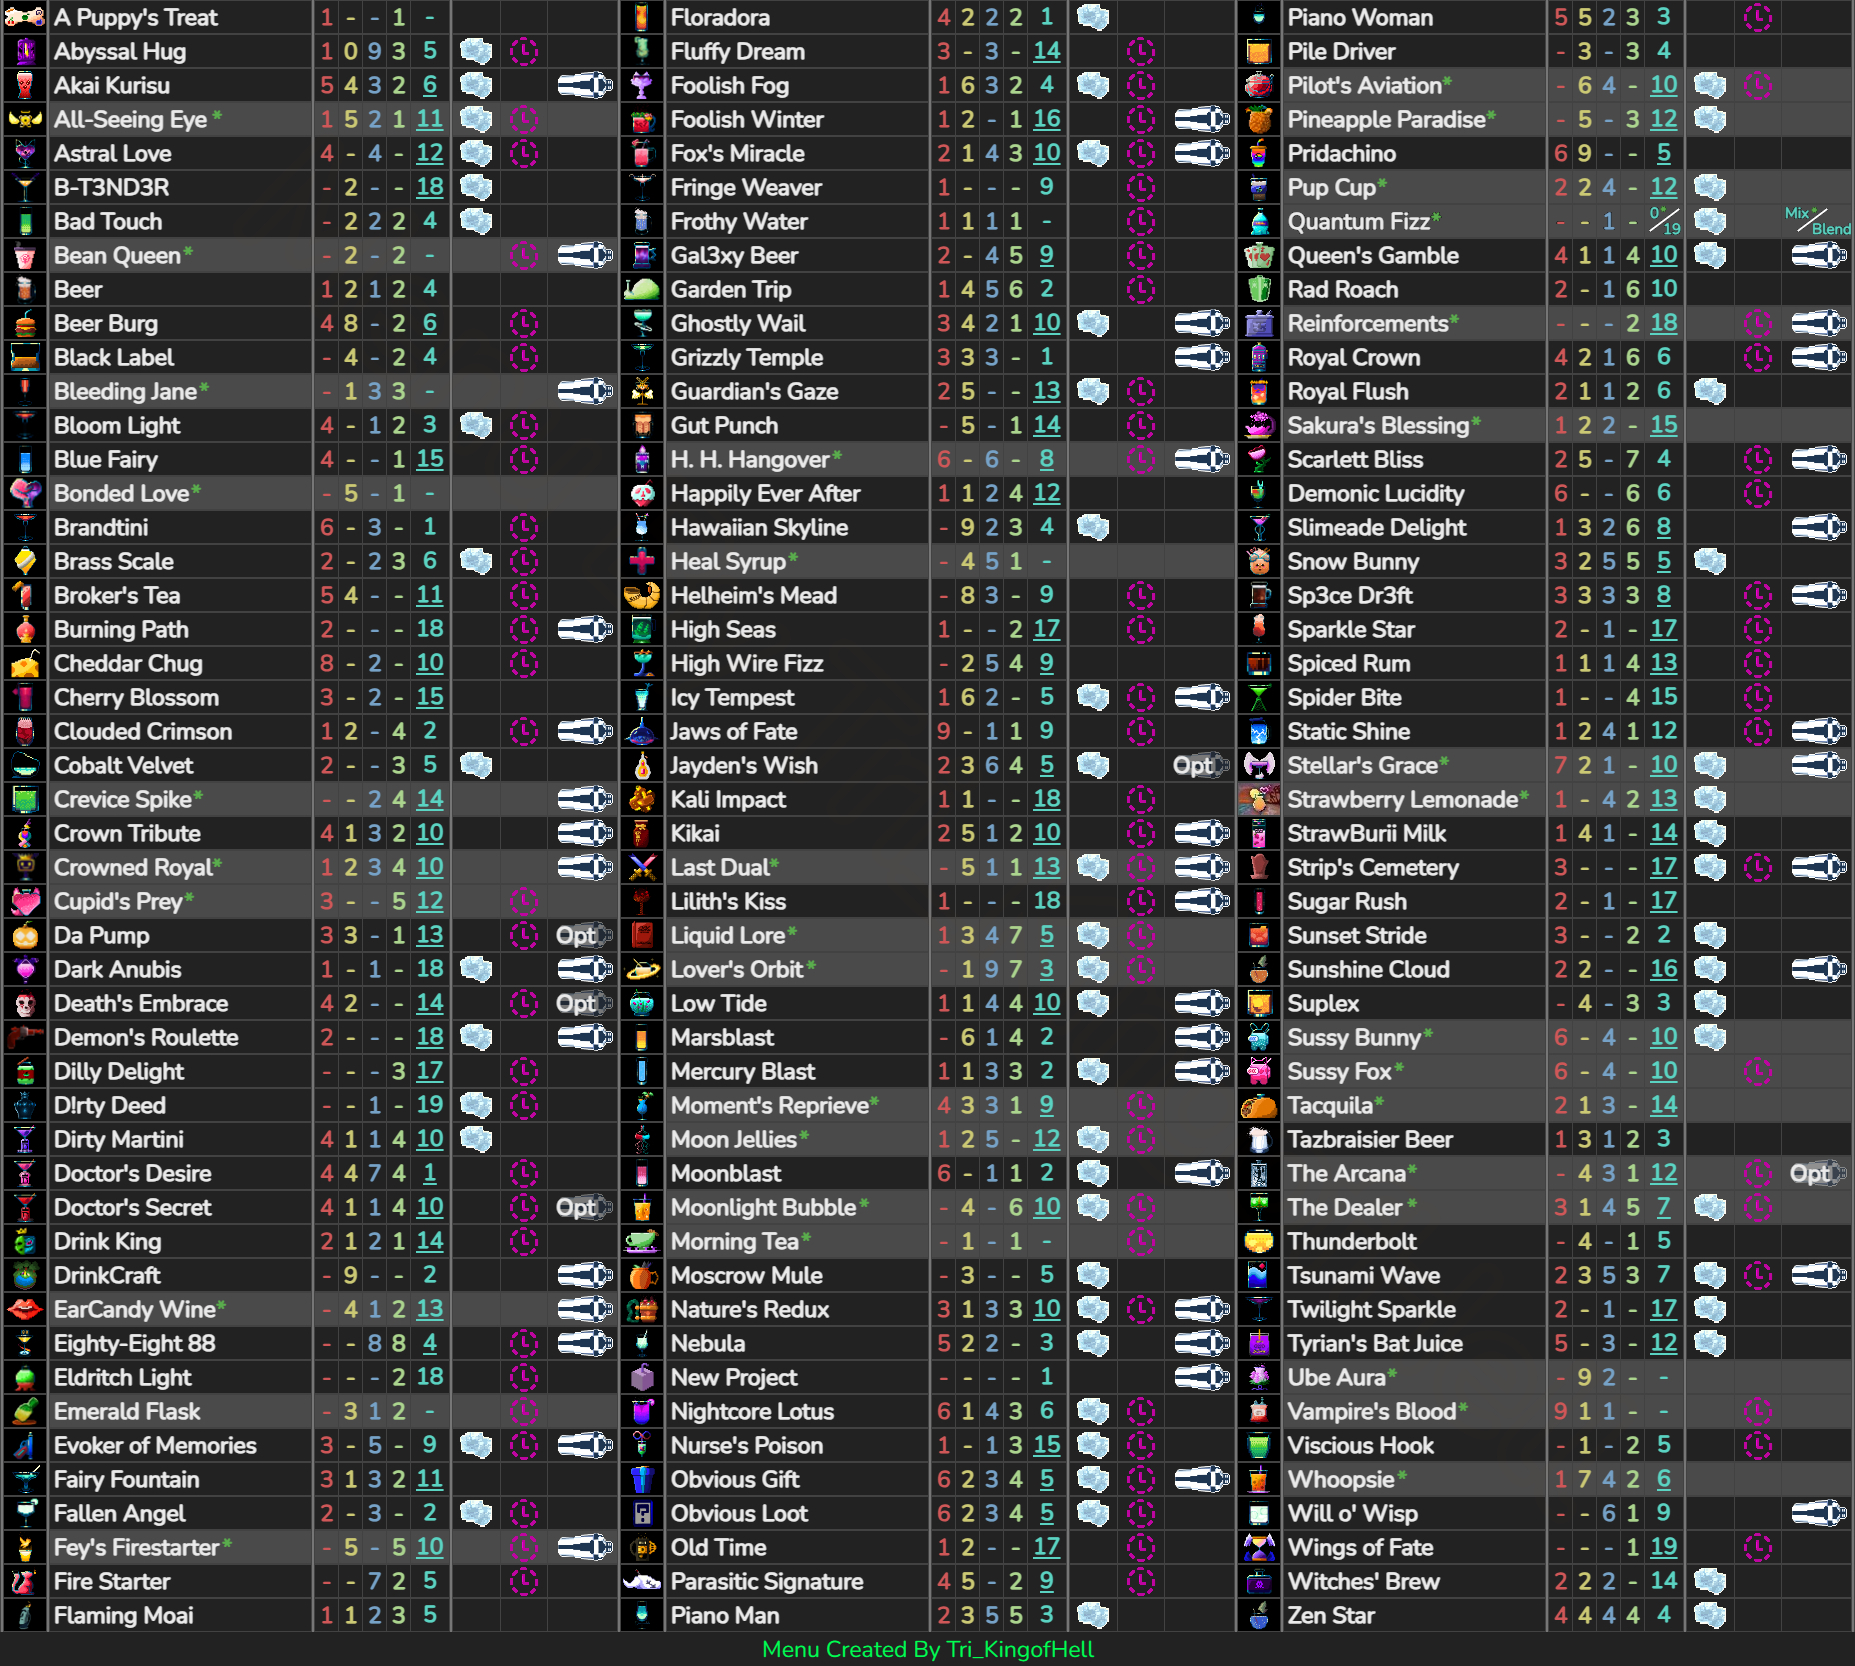 A Puppy's Treat 1 - - 1 -
Abyssal Hug 1 0 9 3 5
Akai Kurisu 5 4 3 2 6
All-Seeing Eye * 1 5 2 1 11
Astral Love 4 - 4 - 12
B-T3ND3R - 2 - - 18
Bad Touch - 2 2 2 4
Bean Queen* - 2 - 2 -
Beer 1 2 1 2 4
Beer Burg 4 8 - 2 6
Black Label - 4 - 2 4
Bleeding Jane* - 1 3 3 -
Bloom Light 4 - 1 2 3
Blue Fairy 4 - - 1 15
Bonded Love* - 5 - 1 -
Brandtini 6 - 3 - 1
Brass Scale 2 - 2 3 6
Broker's Tea 5 4 - - 11
Burning Path 2 - - - 18
Cheddar Chug 8 - 2 - 10
Cherry Blossom 3 - 2 - 15
Clouded Crimson 1 2 - 4 2
Cobalt Velvet 2 - - 3 5
Crevice Spike* - - 2 4 14
Crown Tribute 4 1 3 2 10
Crowned Royal* 1 2 3 4 10
Cupid's Prey* 3 - - 5 12
Da Pump 3 3 - 1 13 Opt
Dark Anubis 1 - 1 - 18
Death's Embrace 4 2 - - 14 Opt
Demon's Roulette 2 - - - 18
Dilly Delight - - - 3 17
D!rty Deed - - 1 - 19
Dirty Martini 4 1 1 4 10
Doctor's Desire 4 4 7 4 1
Doctor's Secret 4 1 1 4 10 Opt
Drink King 2 1 2 1 14
DrinkCraft - 9 - - 2
EarCandy Wine* - 4 1 2 13
Eighty-Eight 88 - - 8 8 4
Eldritch Light - - - 2 18
Emerald Flask - 3 1 2 -
Evoker of Memories 3 - 5 - 9
Fairy Fountain 3 1 3 2 11
Fallen Angel 2 - 3 - 2
Fey's Firestarter* - 5 - 5 10
Fire Starter - - 7 2 5
Flaming Moai 1 1 2 3 5
Floradora 4 2 2 2 1
Fluffy Dream 3 - 3 - 14
Foolish Fog 1 6 3 2 4
Foolish Winter 1 2 - 1 16
Fox's Miracle 2 1 4 3 10
Fringe Weaver 1 - - - 9
Frothy Water 1 1 1 1 -
Gal3xy Beer 2 - 4 5 9
Garden Trip 1 4 5 6 2
Ghostly Wail 3 4 2 1 10
Grizzly Temple 3 3 3 - 1
Guardian's Gaze 2 5 - - 13
Gut Punch - 5 - 1 14
H. H. Hangover* 6 - 6 - 8
Happily Ever After 1 1 2 4 12
Hawaiian Skyline - 9 2 3 4
Heal Syrup* - 4 5 1 -
Helheim's Mead - 8 3 - 9
High Seas 1 - - 2 17
High Wire Fizz - 2 5 4 9
Icy Tempest 1 6 2 - 5
Jaws of Fate 9 - 1 1 9
Jayden's Wish 2 3 6 4 5 Opt
Kali Impact 1 1 - - 18
Kikai 2 5 1 2 10
Last Dual* - 5 1 1 13
Lilith's Kiss 1 - - - 18
Liquid Lore* 1 3 4 7 5
Lover's Orbit* - 1 9 7 3
Low Tide 1 1 4 4 10
Marsblast - 6 1 4 2
Mercury Blast 1 1 3 3 2
Moment's Reprieve* 4 3 3 1 9
Moon Jellies* 1 2 5 - 12
Moonblast 6 - 1 1 2
Moonlight Bubble* - 4 - 6 10
Morning Tea* - 1 - 1 -
Moscrow Mule - 3 - - 5
Nature's Redux 3 1 3 3 10
Nebula 5 2 2 - 3
New Project - - - - 1
Nightcore Lotus 6 1 4 3 6
Nurse's Poison 1 - 1 3 15
Obvious Gift 6 2 3 4 5
Obvious Loot 6 2 3 4 5
Old Time 1 2 - - 17
Parasitic Signature 4 5 - 2 9
Piano Man 2 3 5 5 3
Piano Woman 5 5 2 3 3
Pile Driver - 3 - 3 4
Pilot's Aviation* - 6 4 - 10
Pineapple Paradise* - 5 - 3 12
Pridachino 6 9 - - 5
Pup Cup* 2 2 4 - 12
Quantum Fizz* - - 1 - 0*/19 Mix*/Blend
Queen's Gamble 4 1 1 4 10
Rad Roach 2 - 1 6 10
Reinforcements* - - - 2 18
Royal Crown 4 2 1 6 6
Royal Flush 2 1 1 2 6
Sakura's Blessing* 1 2 2 - 15
Scarlett Bliss 2 5 - 7 4
Demonic Lucidity 6 - - 6 6
Slimeade Delight 1 3 2 6 8
Snow Bunny 3 2 5 5 5
Sp3ce Dr3ft 3 3 3 3 8
Sparkle Star 2 - 1 - 17
Spiced Rum 1 1 1 4 13
Spider Bite 1 - - 4 15
Static Shine 1 2 4 1 12
Stellar's Grace* 7 2 1 - 10
Strawberry Lemonade* 1 - 4 2 13
StrawBurii Milk 1 4 1 - 14
Strip's Cemetery 3 - - - 17
Sugar Rush 2 - 1 - 17
Sunset Stride 3 - - 2 2
Sunshine Cloud 2 2 - - 16
Suplex - 4 - 3 3
Sussy Bunny* 6 - 4 - 10
Sussy Fox* 6 - 4 - 10
Tacquila* 2 1 3 - 14
Tazbraisier Beer 1 3 1 2 3
The Arcana* - 4 3 1 12 Opt
The Dealer * 3 1 4 5 7
Thunderbolt - 4 - 1 5
Tsunami Wave 2 3 5 3 7
Twilight Sparkle 2 - 1 - 17
Tyrian's Bat Juice 5 - 3 - 12
Ube Aura* - 9 2 - -
Vampire's Blood* 9 1 1 - -
Viscious Hook - 1 - 2 5
Whoopsie* 1 7 4 2 6
Will o' Wisp - - 6 1 9
Wings of Fate - - - 1 19
Witches' Brew 2 2 2 - 14
Zen Star 4 4 4 4 4
Menu Created By Tri_KingofHell